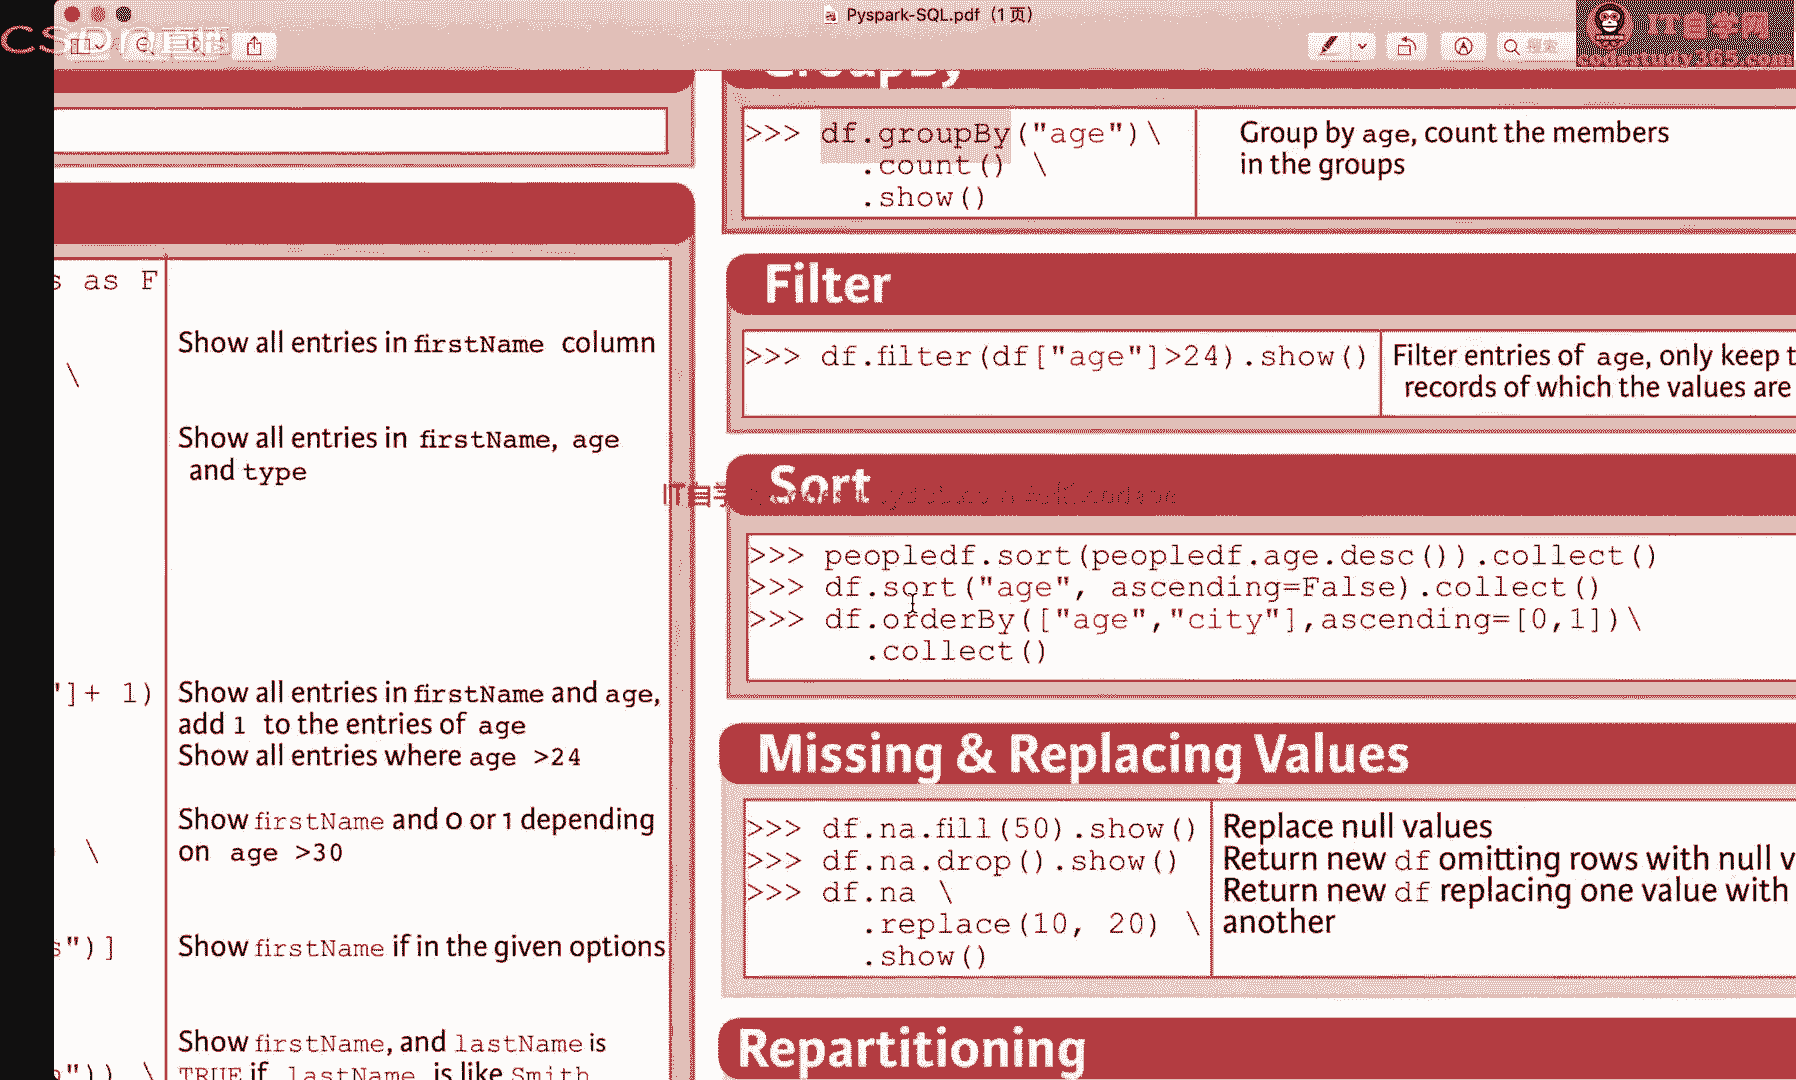 Pyspark-SQL.pdf (1 页)
搜索
IT自学网
codestudy365.com
s as F
\
Show all entries in firstName column
Show all entries in firstName, age
and type
"]+ 1)
Show all entries in firstName and age,
add 1 to the entries of age
Show all entries where age >24
Show firstName and 0 or 1 depending
\
on age >30
s")]
Show firstName if in the given options
Show firstName, and lastName is
")) \
TRUE if lastName is like Smith
GroupBy
>>> df.groupBy("age")\
.count() \
.show()
Group by age, count the members
in the groups
Filter
>>> df.filter(df["age"]>24).show()
Filter entries of age, only keep t
records of which the values are
Sort
>>> peopledf.sort(peopledf.age.desc()).collect()
>>> df.sort("age", ascending=False).collect()
>>> df.orderBy(["age","city"],ascending=[0,1])\
.collect()
Missing & Replacing Values
>>> df.na.fill(50).show()
>>> df.na.drop().show()
>>> df.na \
.replace(10, 20) \
.show()
Replace null values
Return new df omitting rows with null v
Return new df replacing one value with
another
Repartitioning